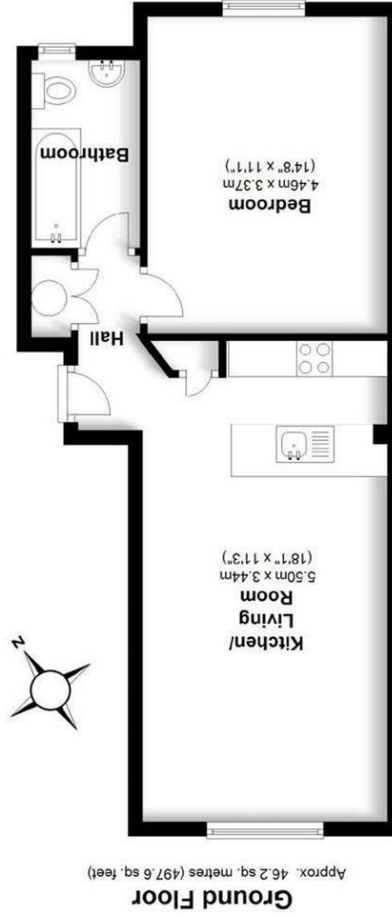 Ground Floor
Approx. 46.2 sq. metres (497.6 sq. feet)
N
Kitchen/
Living
Room
5.50m x 3.44m
(18'1" x 11'3")
Hall
Bedroom
4.46m x 3.37m
(14'8" x 11'1")
Bathroom